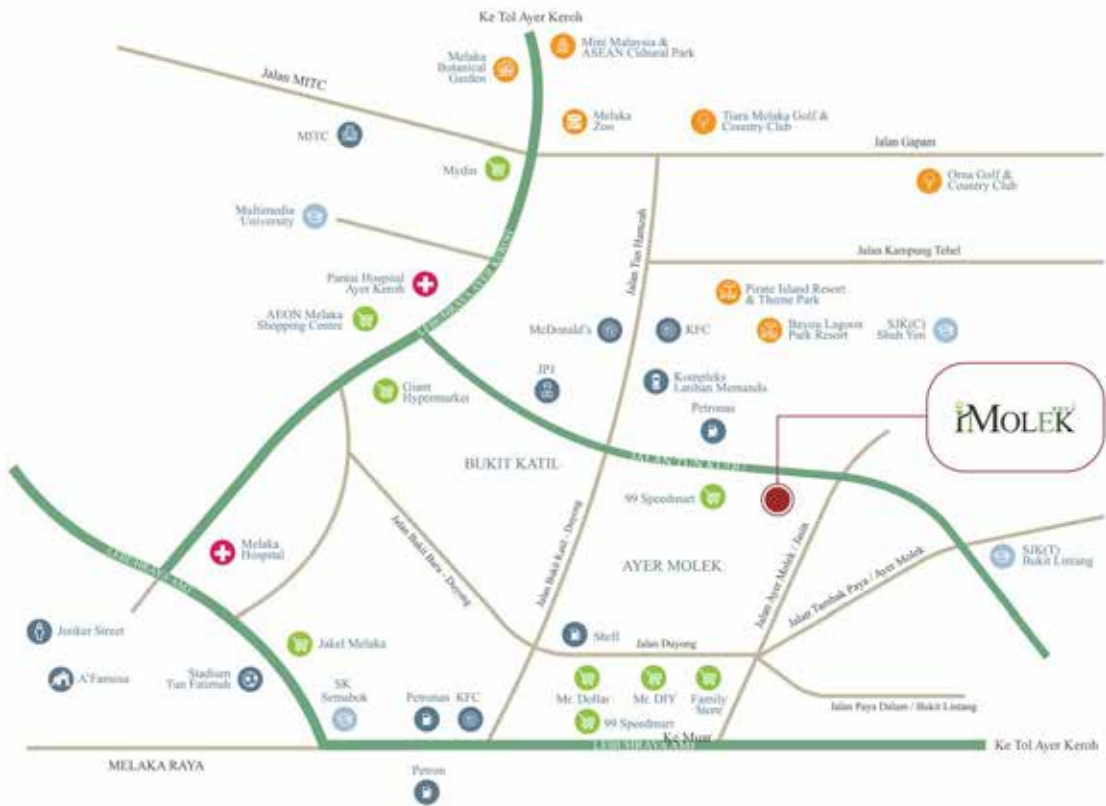 Ke Tol Ayer Keroh
Mini Malaysia &
ASEAN Cultural Park
Melaka
Botanical
Garden
Jalan MITC
Melaka
Zoo
Tiara Melaka Golf &
Country Club
MITC
Jalan Gapam
Mydin
Orna Golf &
Country Club
Multimedia
University
Jalan Tun Hamzah
Jalan Kampung Tehel
LEBUHRAYA AYER KEROH
Pantai Hospital
Ayer Keroh
Pirate Island Resort
& Theme Park
AEON Melaka
Shopping Centre
McDonald's
KFC
Bayou Lagoon
Park Resort
SJK(C)
Shuh Yen
JPJ
Giant
Hypermarket
Kompleks
Latihan Memandu
Petronas
iMOLEK
BUKIT KATIL
JALAN TUN KUDU
99 Speedmart
Jalan Bukit Baru - Duyong
Jalan Bukit Katil - Duyong
Melaka
Hospital
AYER MOLEK
Jalan Ayer Molek / Jasin
SJK(T)
Bukit Lintang
LEBUHRAYA AMJ
Jalan Tambak Paya / Ayer Molek
Jonker Street
Shell
Jakel Melaka
Jalan Duyong
A'Famosa
Stadium
Tun Fatimah
SK
Semabok
Petronas
KFC
Mr. Dollar
Mr. DIY
Family
Store
Jalan Paya Dalam / Bukit Lintang
99 Speedmart
Ke Muar
LEBUHRAYA AMJ
Ke Tol Ayer Keroh
MELAKA RAYA
Petron